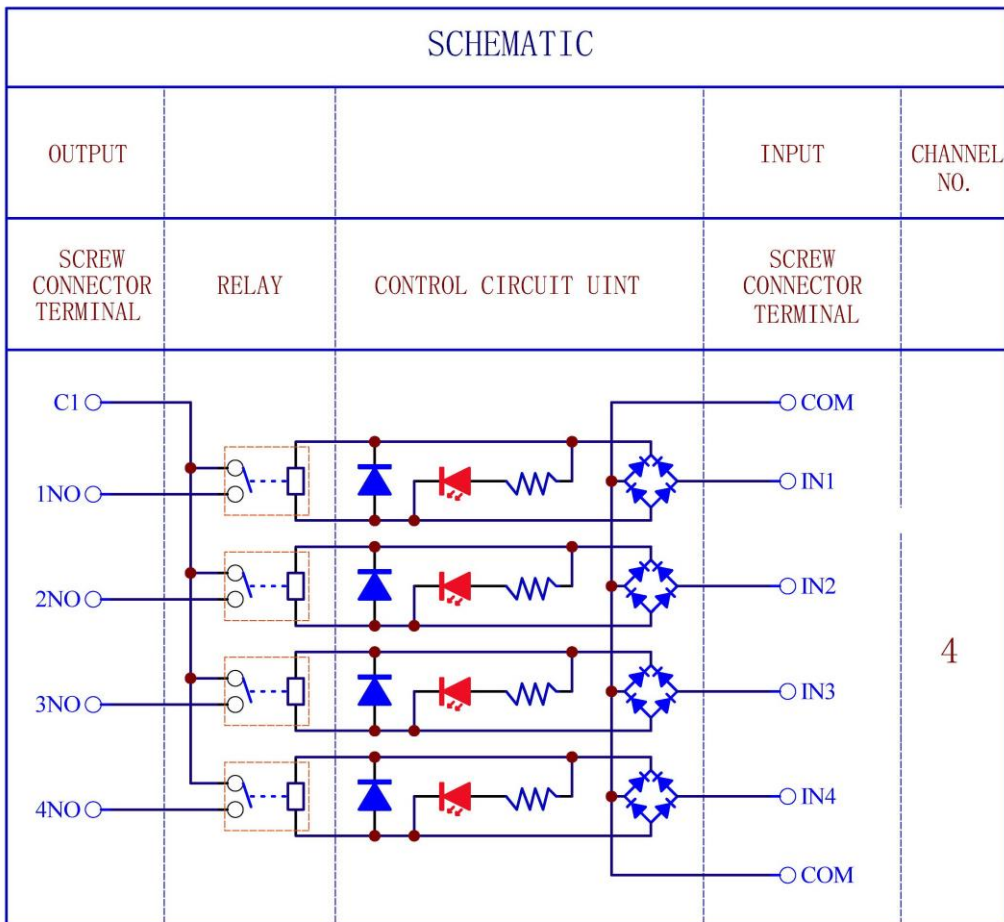 SCHEMATIC
OUTPUT
INPUT
CHANNEL
NO.
SCREW
CONNECTOR
TERMINAL
RELAY
CONTROL CIRCUIT UINT
SCREW
CONNECTOR
TERMINAL
C1
COM
1NO
IN1
2NO
IN2
3NO
IN3
4
4NO
IN4
COM